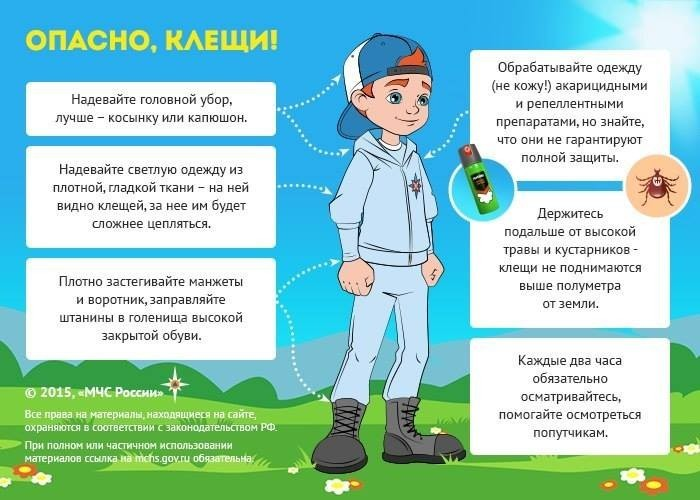 ОПАСНО, КЛЕЩИ!
Надевайте головной убор,
лучше – косынку или капюшон.
Надевайте светлую одежду из
плотной, гладкой ткани – на ней
видно клещей, за нее им будет
сложнее цепляться.
Плотно застегивайте манжеты
и воротник, заправляйте
штанины в голенища высокой
закрытой обуви.
Обрабатывайте одежду
(не кожу!) акарицидными
и репеллентными
препаратами, но знайте,
что они не гарантируют
полной защиты.
Держитесь
подальше от высокой
травы и кустарников -
клещи не поднимаются
выше полуметра
от земли.
Каждые два часа
обязательно
осматривайтесь,
помогайте осмотреться
попутчикам.
© 2015, «МЧС России»
Все права на материалы, находящиеся на сайте,
охраняются в соответствии с законодательством РФ.
При полном или частичном использовании
материалов ссылка на mchs.gov.ru обязательна.